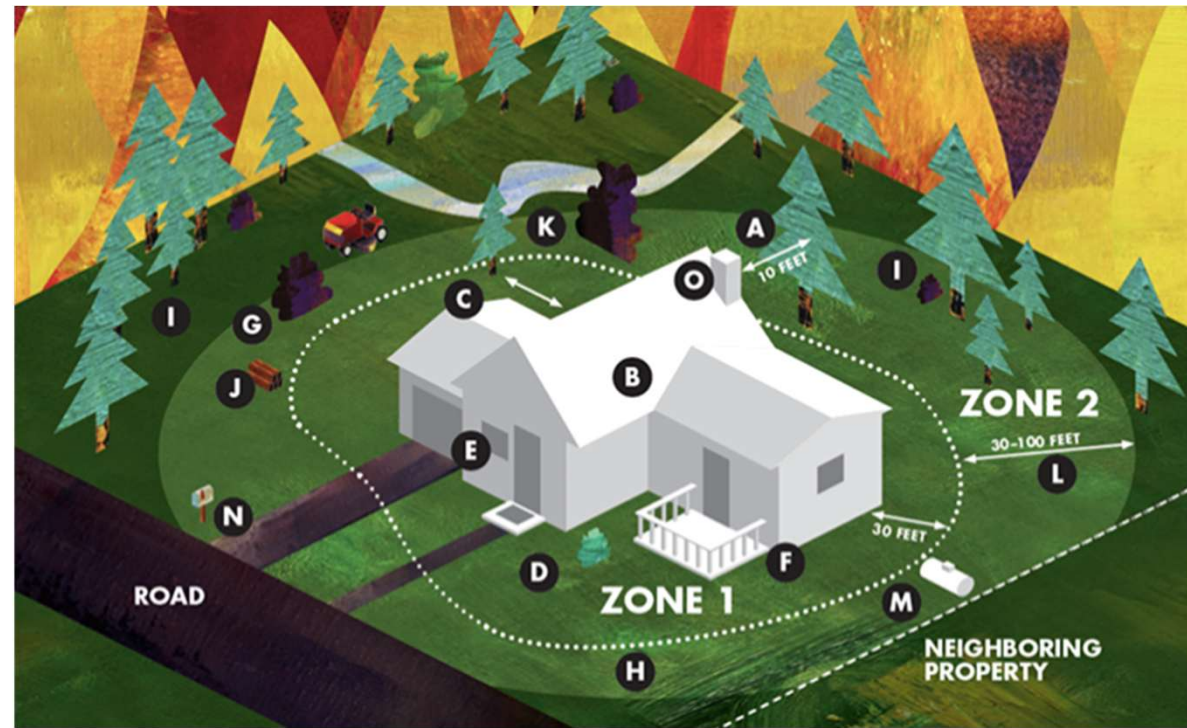 K
A
10 FEET
O
I
C
I
G
B
J
ZONE 2
30-100 FEET
E
L
N
30 FEET
D
F
ROAD
ZONE 1
M
H
NEIGHBORING
PROPERTY